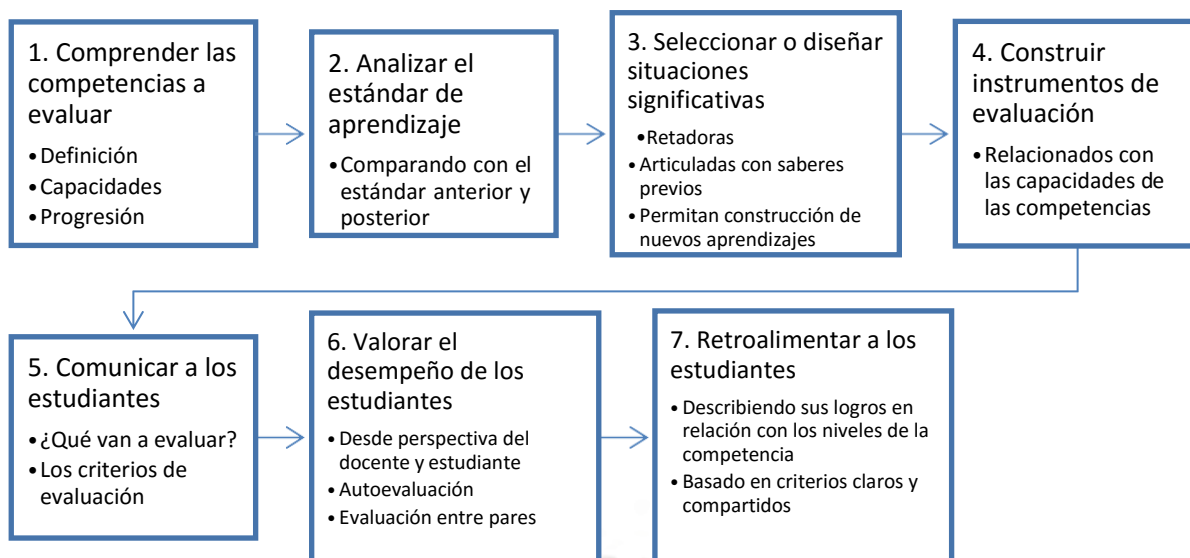 1. Comprender las
competencias a
evaluar
• Definición
• Capacidades
• Progresión
2. Analizar el
estándar de
aprendizaje
• Comparando con el
estándar anterior y
posterior
3. Seleccionar o diseñar
situaciones
significativas
• Retadoras
• Articuladas con saberes
previos
• Permitan construcción de
nuevos aprendizajes
4. Construir
instrumentos de
evaluación
• Relacionados con
las capacidades de
las competencias
5. Comunicar a los
estudiantes
• ¿Qué van a evaluar?
• Los criterios de
evaluación
6. Valorar el
desempeño de los
estudiantes
• Desde perspectiva del
docente y estudiante
• Autoevaluación
• Evaluación entre pares
7. Retroalimentar a los
estudiantes
• Describiendo sus logros en
relación con los niveles de la
competencia
• Basado en criterios claros y
compartidos